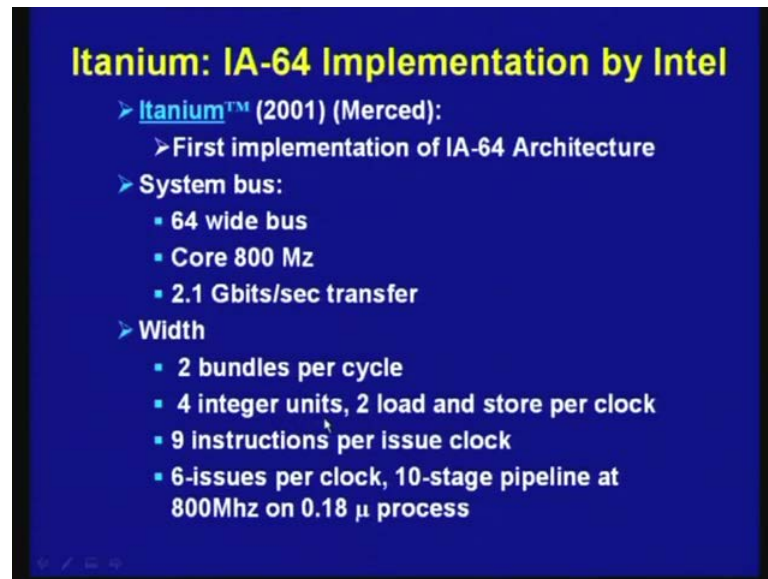 Itanium: IA-64 Implementation by Intel
➢ Itanium™ (2001) (Merced):
➢First implementation of IA-64 Architecture
➢ System bus:
▪ 64 wide bus
▪ Core 800 Mz
▪ 2.1 Gbits/sec transfer
➢ Width
▪ 2 bundles per cycle
▪ 4 integer units, 2 load and store per clock
▪ 9 instructions per issue clock
▪ 6-issues per clock, 10-stage pipeline at
800Mhz on 0.18 μ process